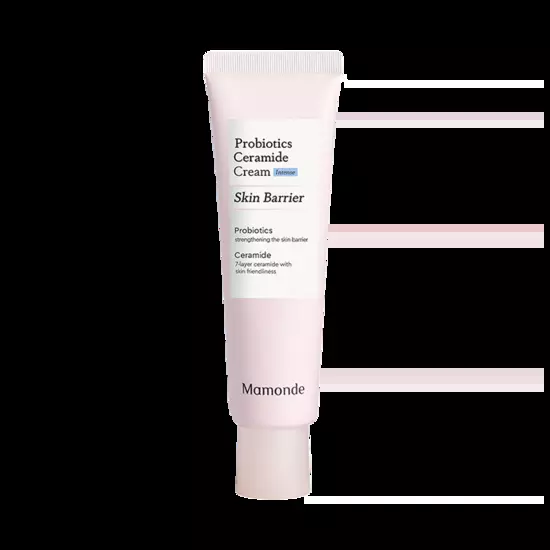 Probiotics
Ceramide
Cream Intense
Skin Barrier
Probiotics
strengthening the skin barrier
Ceramide
7-layer ceramide with
skin friendliness
Mamonde